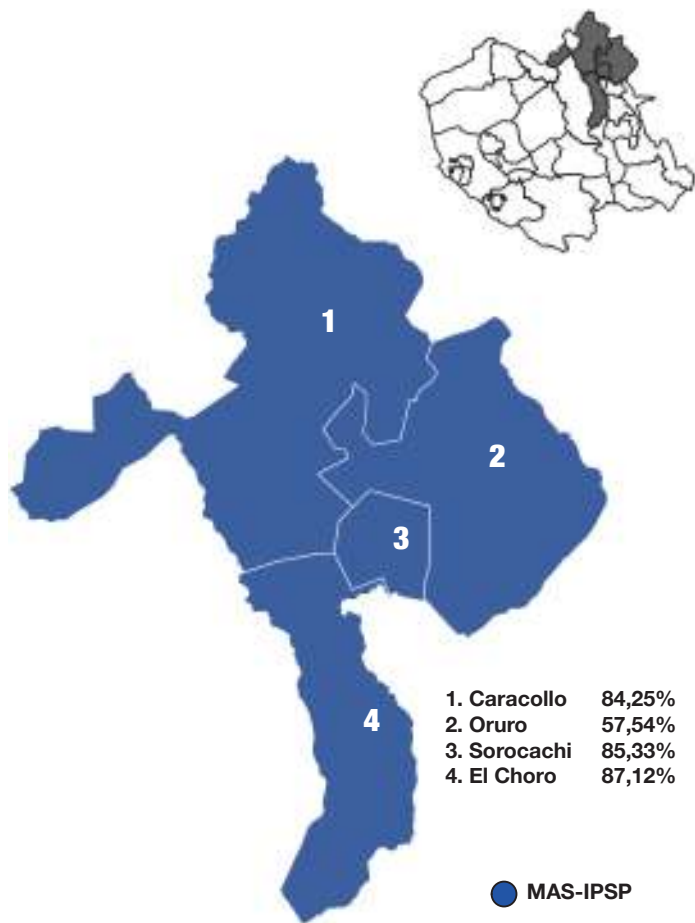 1
2
3
4
1. Caracollo 84,25%
2. Oruro 57,54%
3. Sorocachi 85,33%
4. El Choro 87,12%
MAS-IPSP